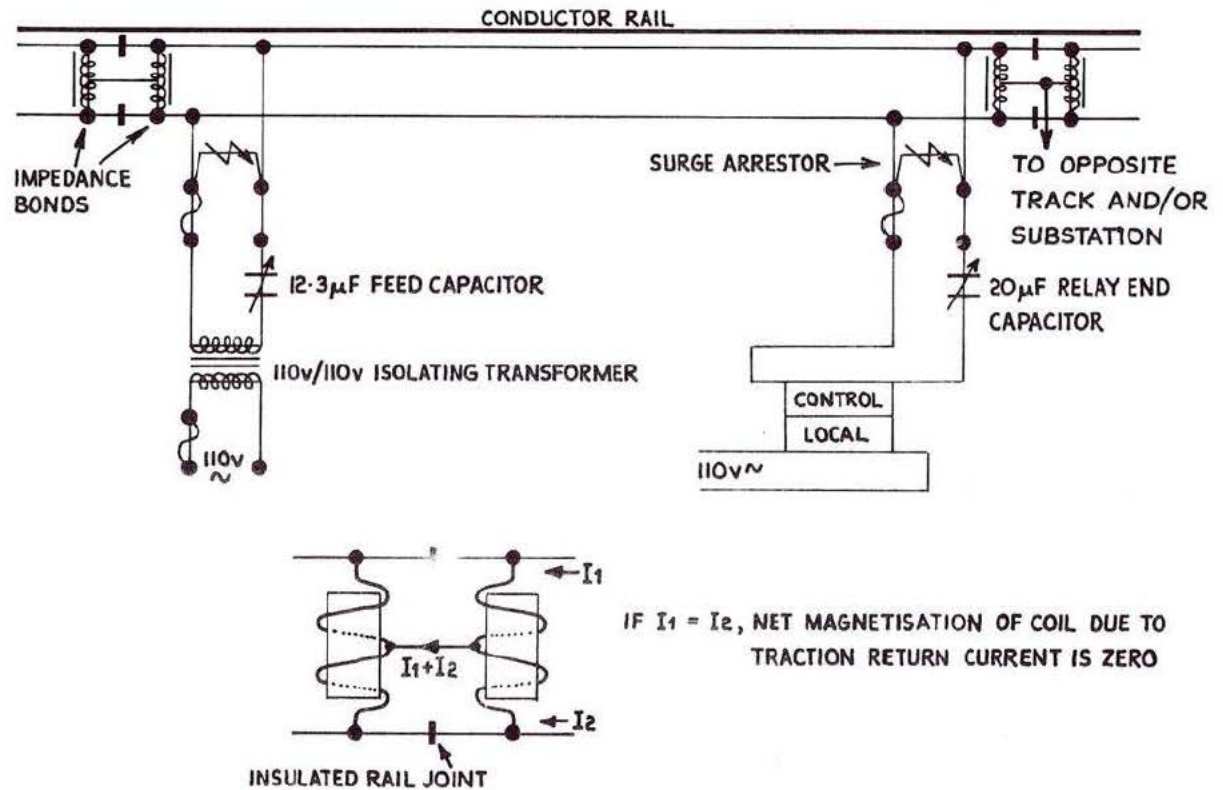 CONDUCTOR RAIL
IMPEDANCE
BONDS
SURGE ARRESTOR
TO OPPOSITE
TRACK AND/OR
SUBSTATION
12·3µF FEED CAPACITOR
20µF RELAY END
CAPACITOR
110v/110v ISOLATING TRANSFORMER
CONTROL
LOCAL
110v
~
110v~
I1
IF I1 = I2, NET MAGNETISATION OF COIL DUE TO
TRACTION RETURN CURRENT IS ZERO
I1+I2
I2
INSULATED RAIL JOINT